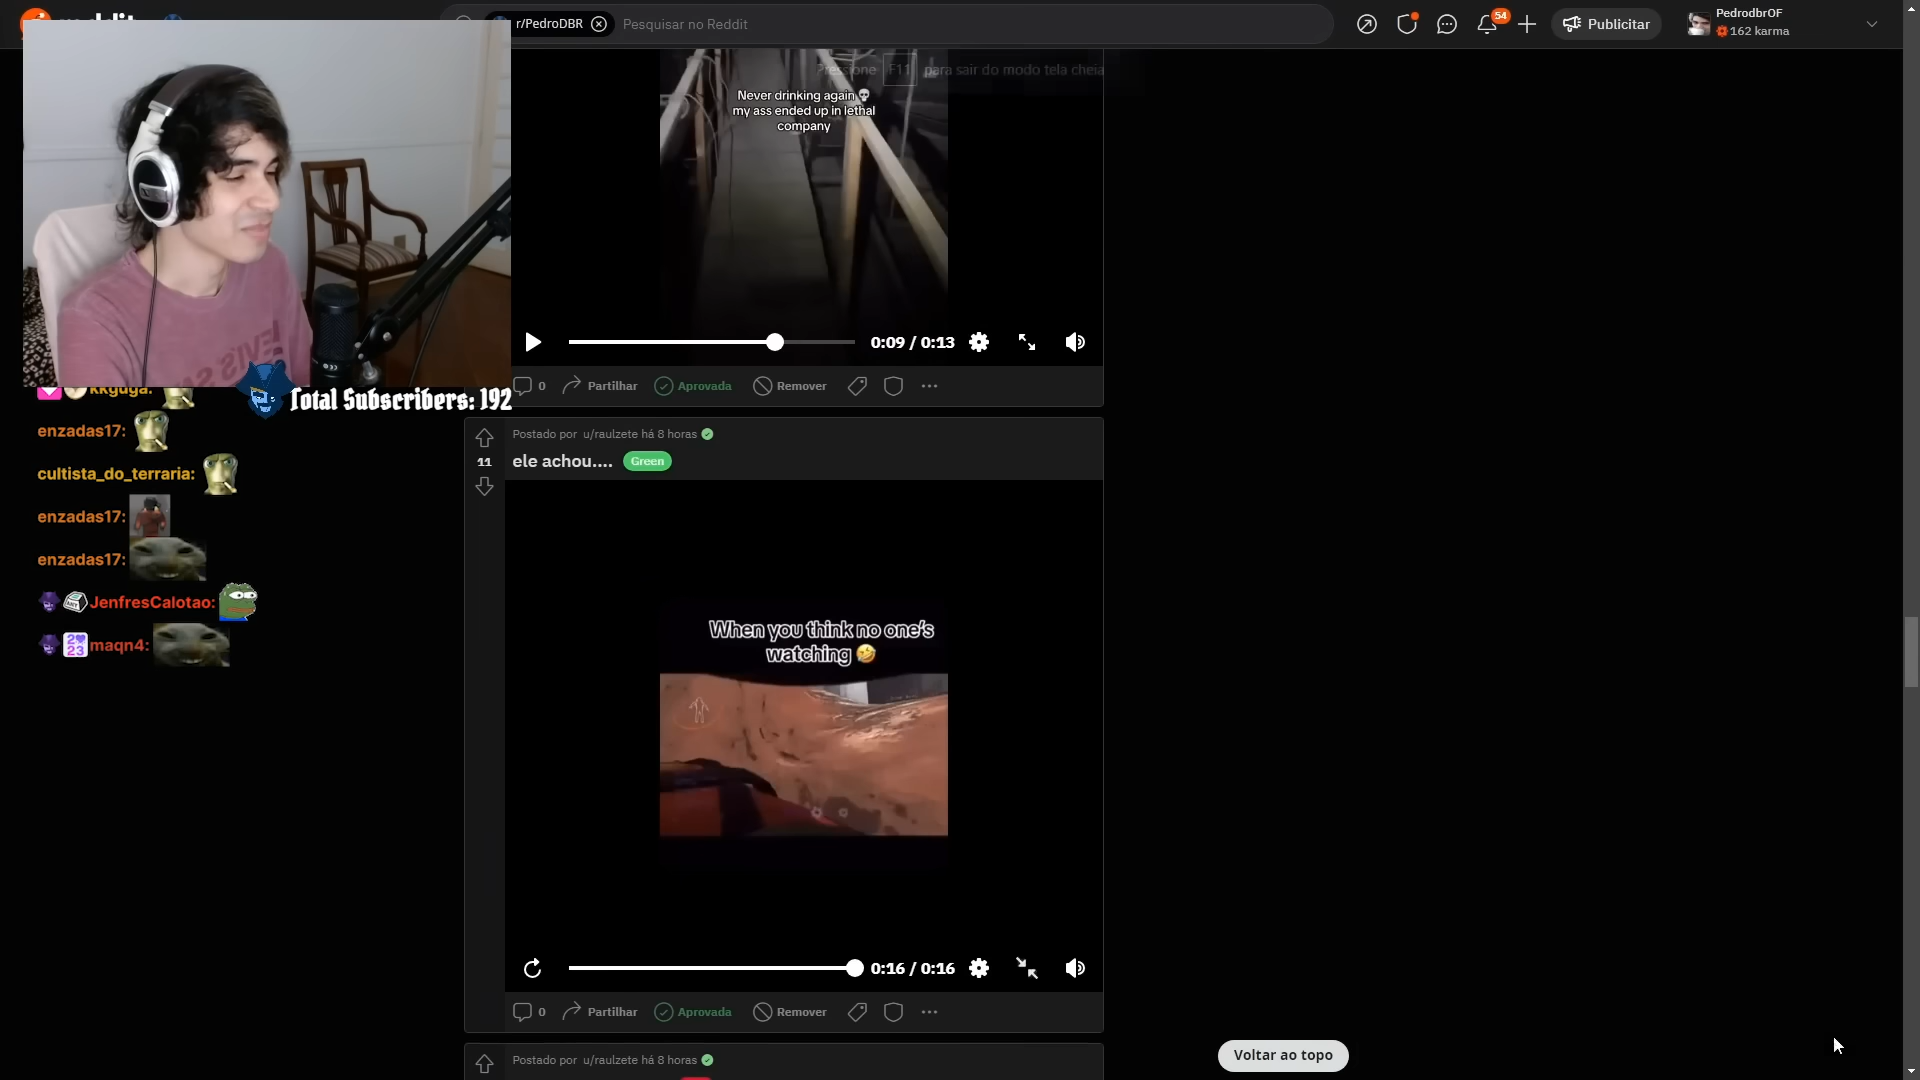 r/PedroDBR
Pesquisar no Reddit
54
Publicitar
PedrodbrOF
162 karma
Pressione F11 para sair do modo tela cheia
Never drinking again 💀
my ass ended up in lethal
company
0:09 / 0:13
0 Partilhar Aprovada Remover
Total Subscribers: 192
kkguga:
enzadas17:
cultista_do_terraria:
enzadas17:
enzadas17:
JenfresCalotao:
maqn4:
Postado por u/raulzete há 8 horas
11
ele achou.... Green
When you think no one's
watching 🤣
0:16 / 0:16
0 Partilhar Aprovada Remover
Postado por u/raulzete há 8 horas
Voltar ao topo